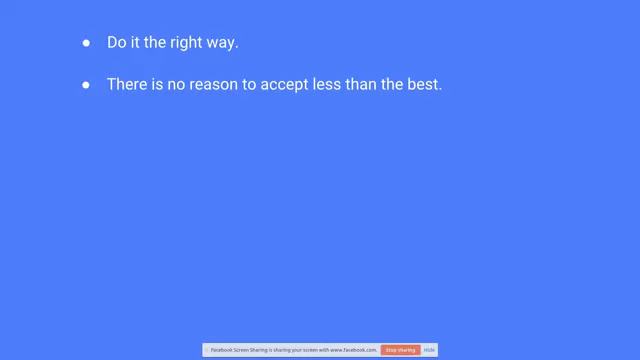 ● Do it the right way.
● There is no reason to accept less than the best.
Facebook Screen Sharing is sharing your screen with www.facebook.com. Stop sharing Hide